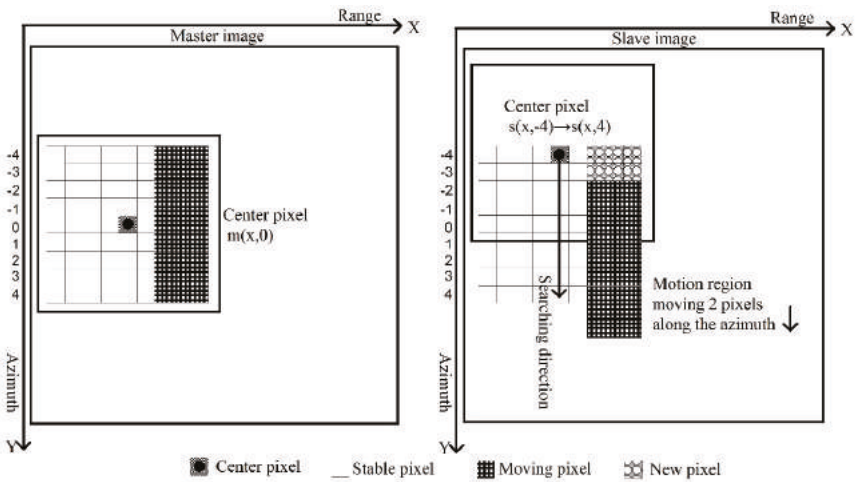 Range
X
Master image
-4
-3
-2
-1
0
1
2
3
4
Center pixel
m(x,0)
Azimuth
Y
Range
X
Slave image
Center pixel
s(x,-4)→s(x,4)
-4
-3
-2
-1
0
1
2
3
4
Searching direction
Motion region
moving 2 pixels
along the azimuth
Azimuth
Y
Center pixel
Stable pixel
Moving pixel
New pixel